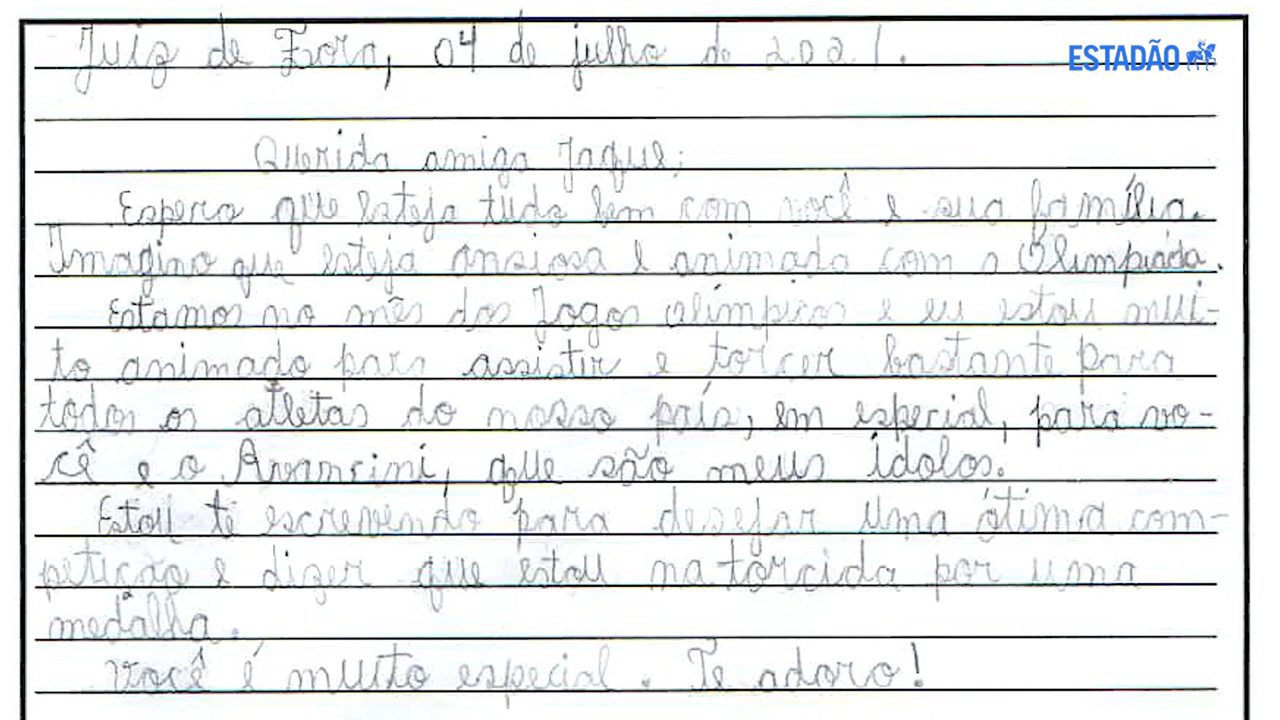 Juiz de Fora, 04 de julho de 2021.
ESTADÃO
Querida amiga Jaque;
Espero que esteja tudo bem com você e sua família.
Imagino que esteja ansiosa e animada com a Olimpíada.
Estamos no mês dos Jogos olímpicos e eu estou mui-
to animado para assistir e torcer bastante para
todos os atletas do nosso país, em especial, para vo-
cê e o Avancini, que são meus ídolos.
Estou te escrevendo para desejar uma ótima com-
petição e dizer que estou na torcida por uma
medalha.
Você é muito especial. Te adoro!